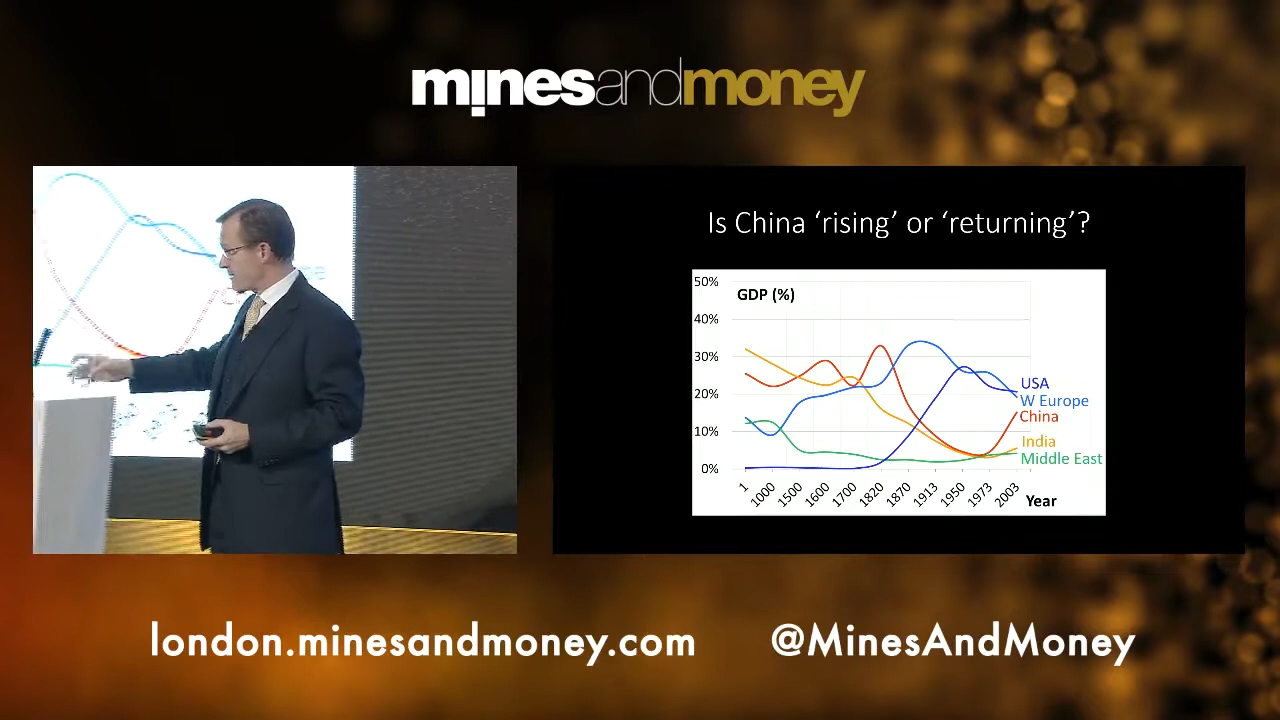 minesandmoney
Is China ‘rising’ or ‘returning’?
50%
GDP (%)
40%
30%
20%
10%
0%
USA
W Europe
China
India
Middle East
1
1000
1500
1600
1700
1820
1870
1913
1950
1973
2003
Year
london.minesandmoney.com
@MinesAndMoney